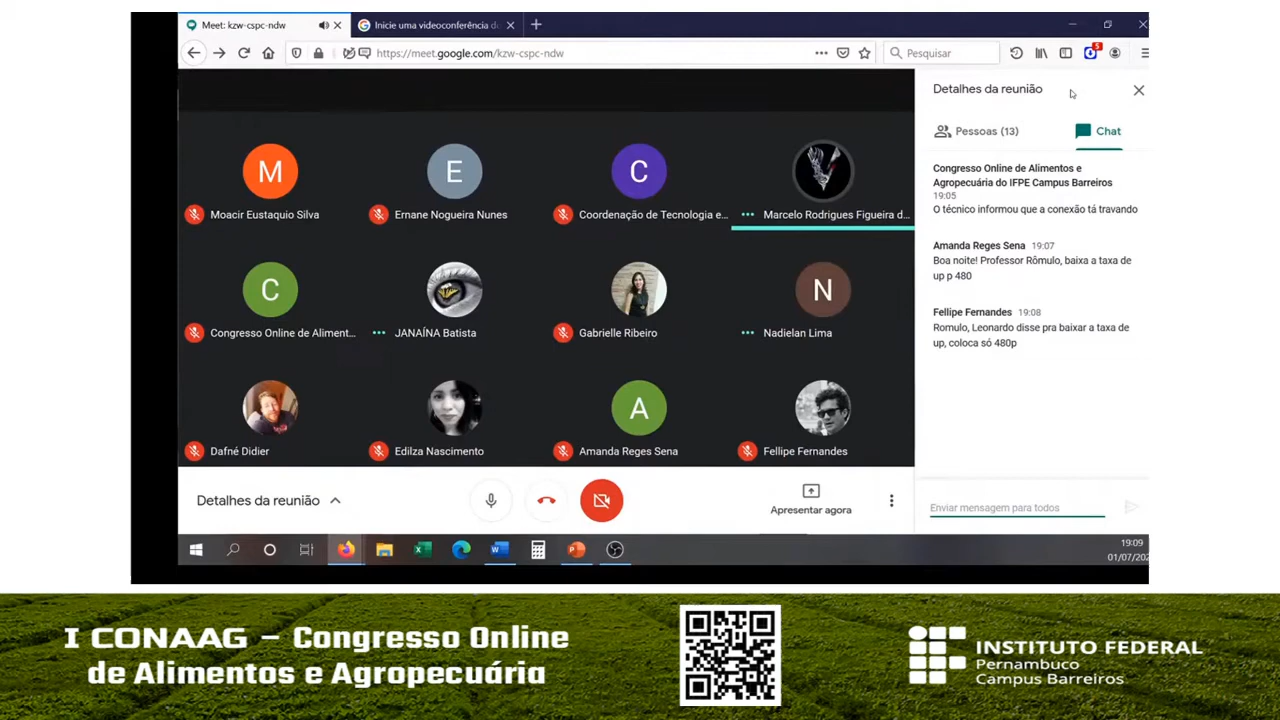 Meet: kzw-cspc-ndw
Inicie uma videoconferência d
https://meet.google.com/kzw-cspc-ndw
Pesquisar
5
Detalhes da reunião
Pessoas (13)
Chat
M
Moacir Eustaquio Silva
E
Ernane Nogueira Nunes
C
Coordenação de Tecnologia e...
Marcelo Rodrigues Figueira d...
C
Congresso Online de Aliment...
JANAÍNA Batista
Gabrielle Ribeiro
N
Nadielan Lima
Dafné Didier
Edilza Nascimento
A
Amanda Reges Sena
Fellipe Fernandes
Congresso Online de Alimentos e
Agropecuária do IFPE Campus Barreiros
19:05
O técnico informou que a conexão tá travando
Amanda Reges Sena 19:07
Boa noite! Professor Rômulo, baixa a taxa de
up p 480
Fellipe Fernandes 19:08
Romulo, Leonardo disse pra baixar a taxa de
up, coloca só 480p
Enviar mensagem para todos
Detalhes da reunião
Apresentar agora
19:09
01/07/202
I CONAAG – Congresso Online
de Alimentos e Agropecuária
INSTITUTO FEDERAL
Pernambuco
Campus Barreiros